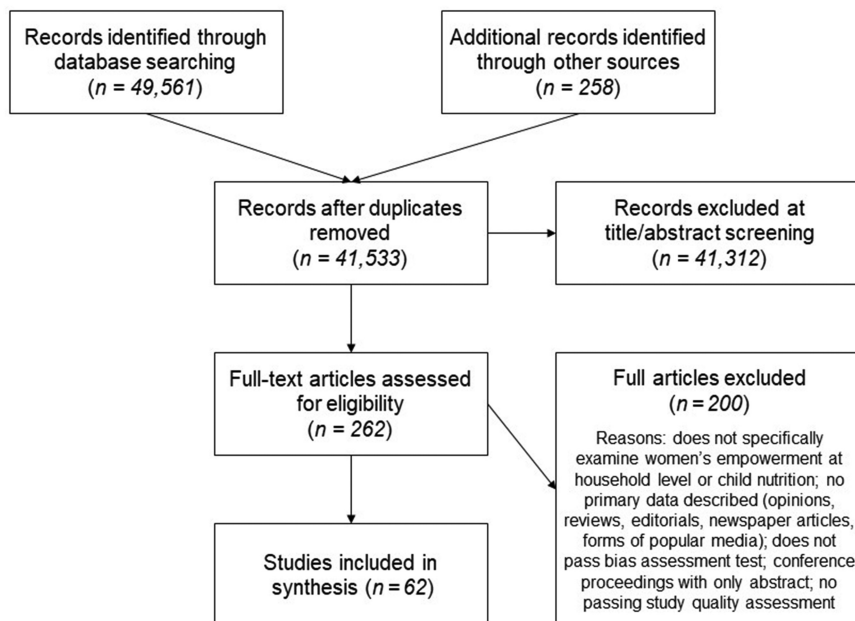 Records identified through
database searching
(n = 49,561)
Additional records identified
through other sources
(n = 258)
Records after duplicates
removed
(n = 41,533)
Records excluded at
title/abstract screening
(n = 41,312)
Full-text articles assessed
for eligibility
(n = 262)
Full articles excluded
(n = 200)
Reasons: does not specifically
examine women's empowerment at
household level or child nutrition; no
primary data described (opinions,
reviews, editorials, newspaper articles,
forms of popular media); does not
pass bias assessment test; conference
proceedings with only abstract; no
passing study quality assessment
Studies included in
synthesis (n = 62)